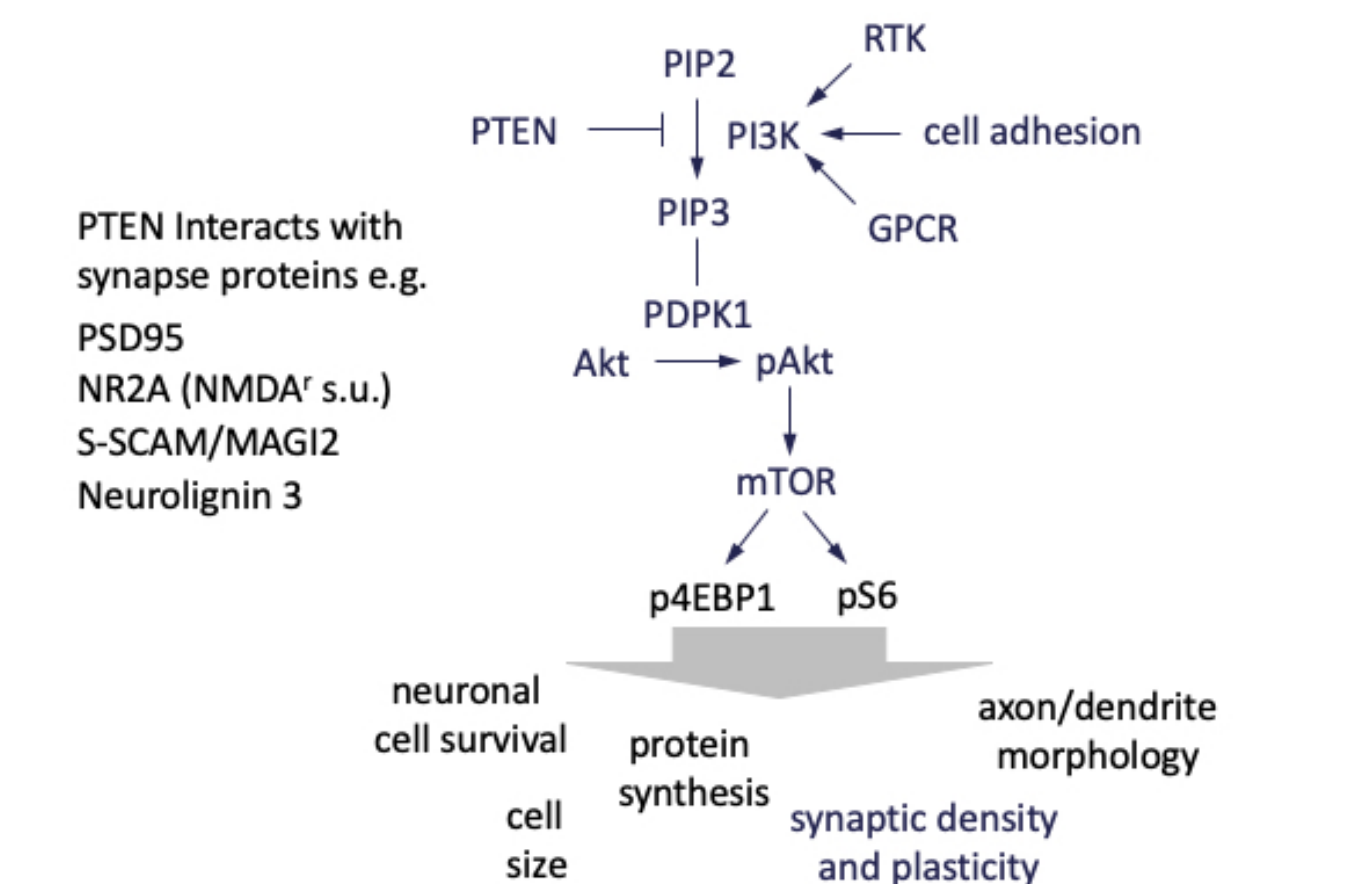 RTK
PIP2
PTEN
PI3K
cell adhesion
PIP3
GPCR
PTEN Interacts with
synapse proteins e.g.
PSD95
NR2A (NMDAʳ s.u.)
S-SCAM/MAGI2
Neurolignin 3
PDPK1
Akt
pAkt
mTOR
p4EBP1
pS6
neuronal
cell survival
protein
synthesis
axon/dendrite
morphology
cell
size
synaptic density
and plasticity